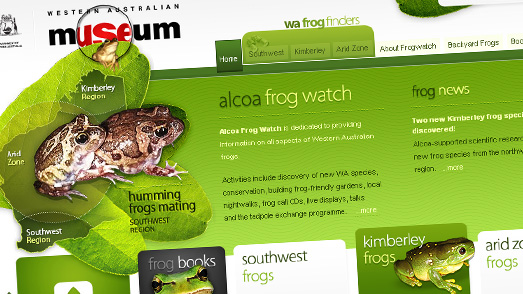 WESTERN AUSTRALIAN
museum
wa frog finders
Home
Southwest
Kimberley
Arid Zone
About Frogwatch
Backyard Frogs
Kimberley
Region
Arid
Zone
Southwest
Region
humming
frogs mating
SOUTHWEST
REGION
alcoa frog watch
Alcoa Frog Watch is dedicated to providing
information on all aspects of Western Australian
frogs.
Activities include discovery of new WA species,
conservation, building frog-friendly gardens, local
nightwalks, frog call CDs, live displays, talks
and the tadpole exchange programme. ...more
frog news
Two new Kimberley frog speci
discovered!
Alcoa-supported scientific resea
new frog species from the northw
region. ... more
frog books
southwest
frogs
kimberley
frogs
arid zo
frogs